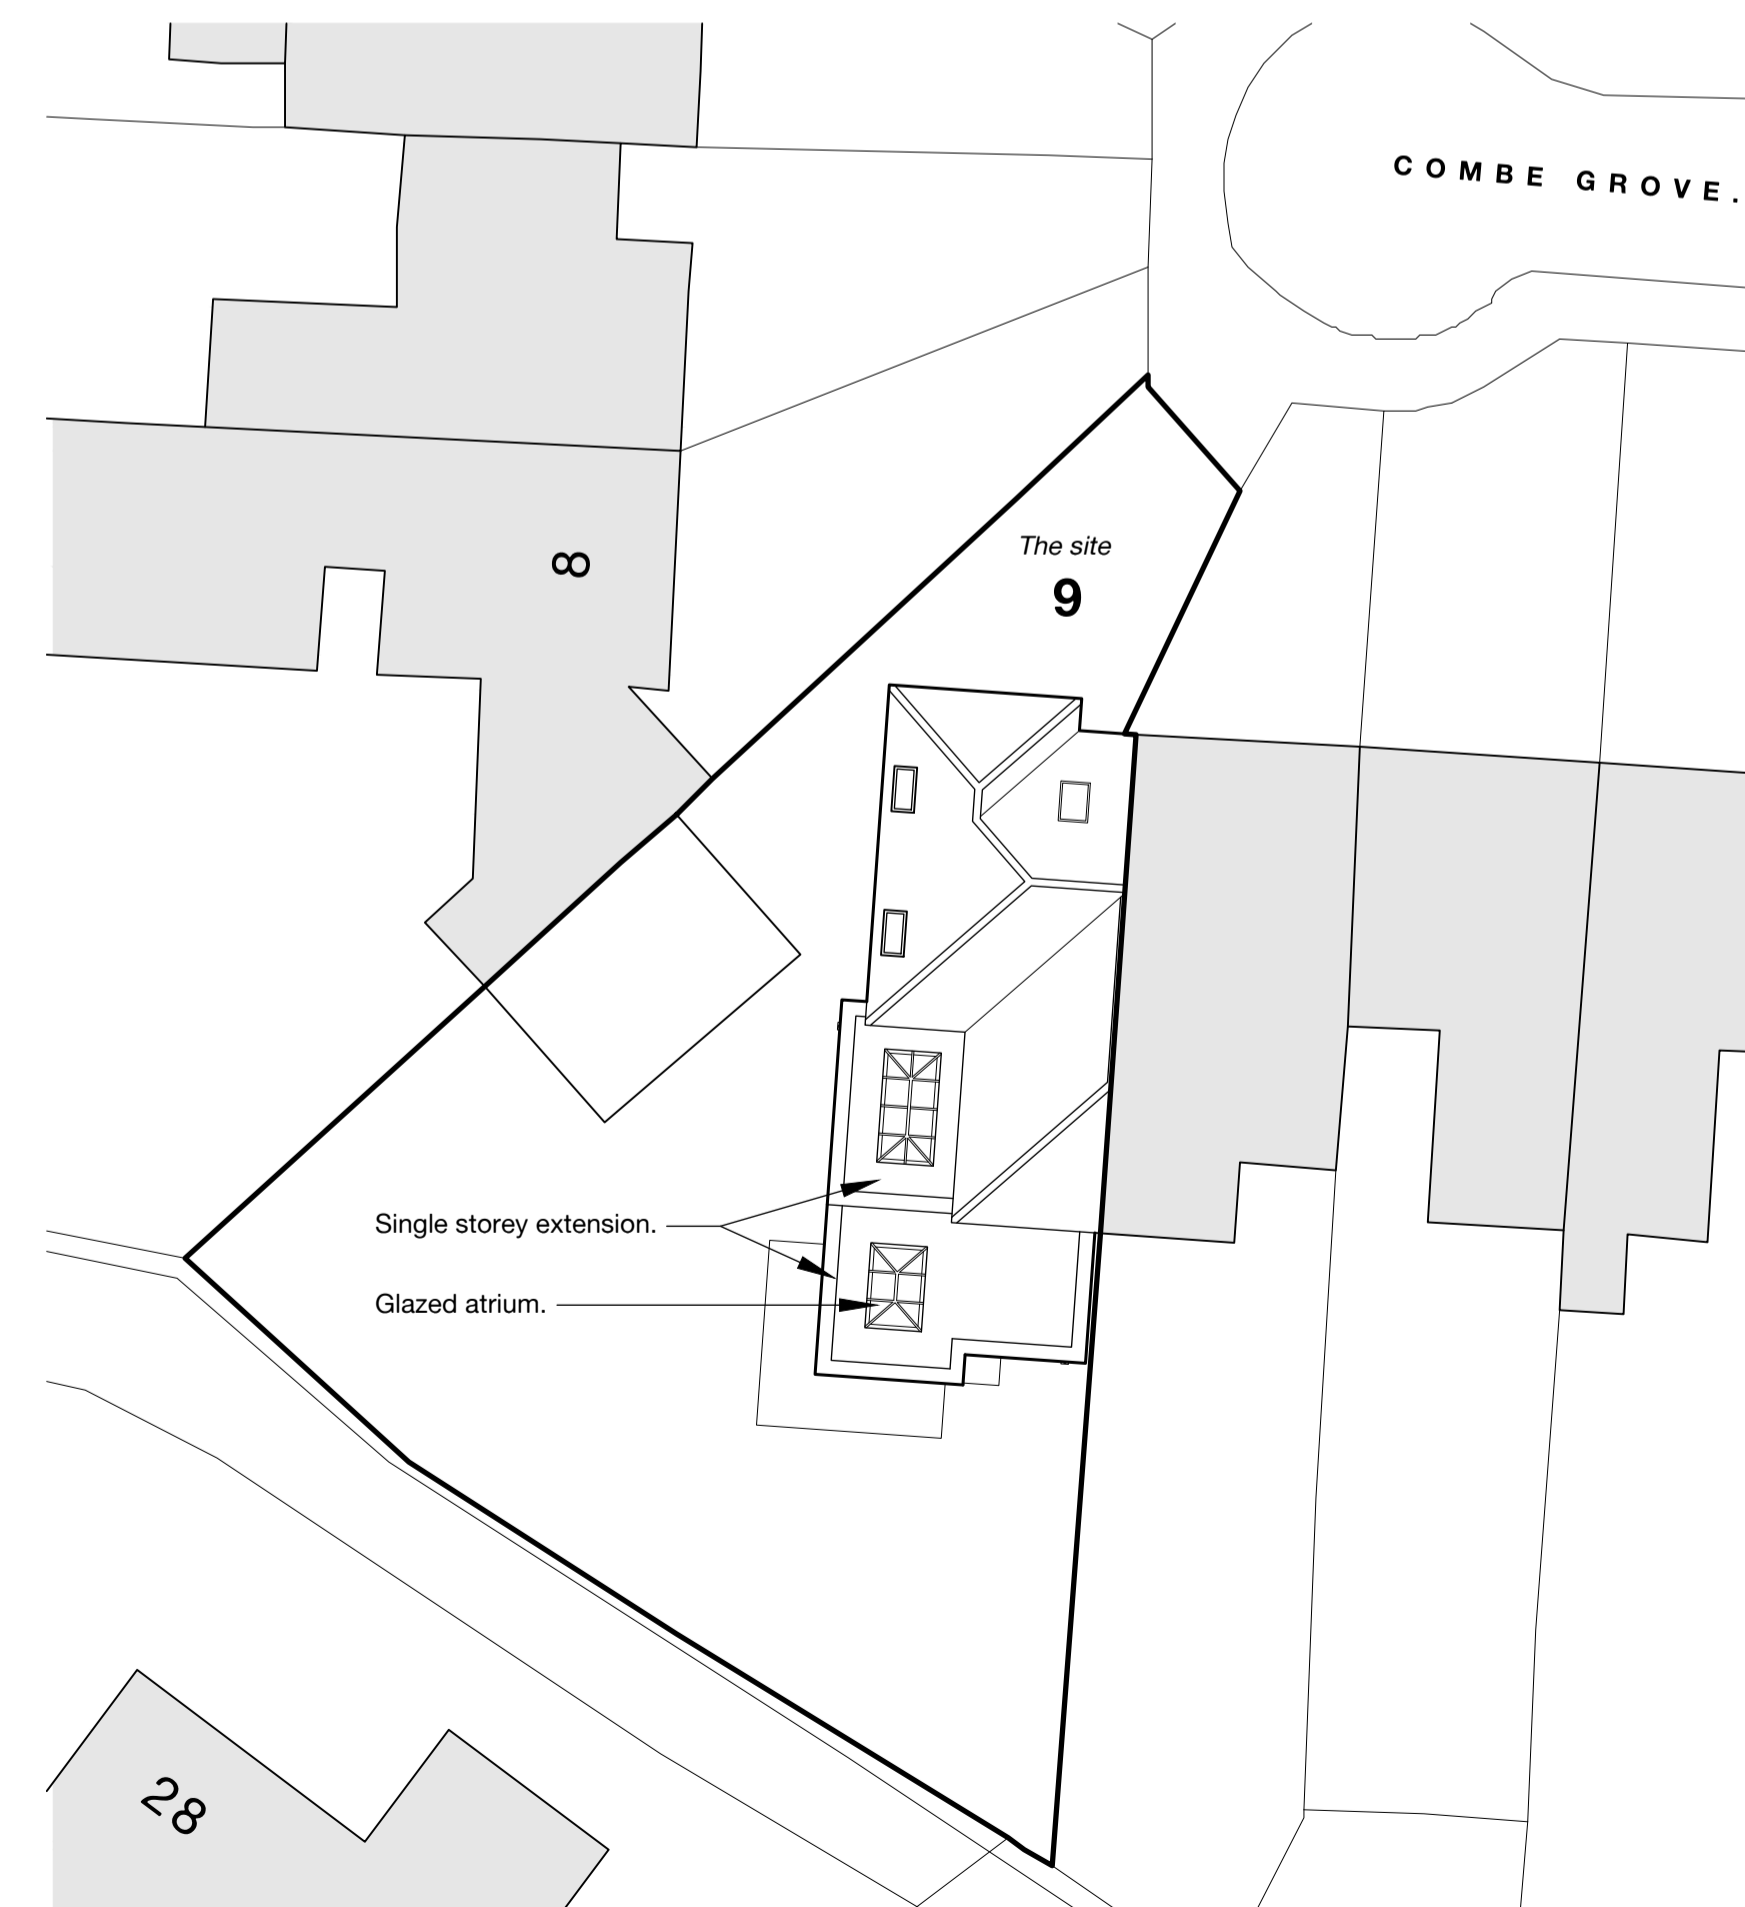 COMBE GROVE.
8
The site
9
Single storey extension.
Glazed atrium.
28